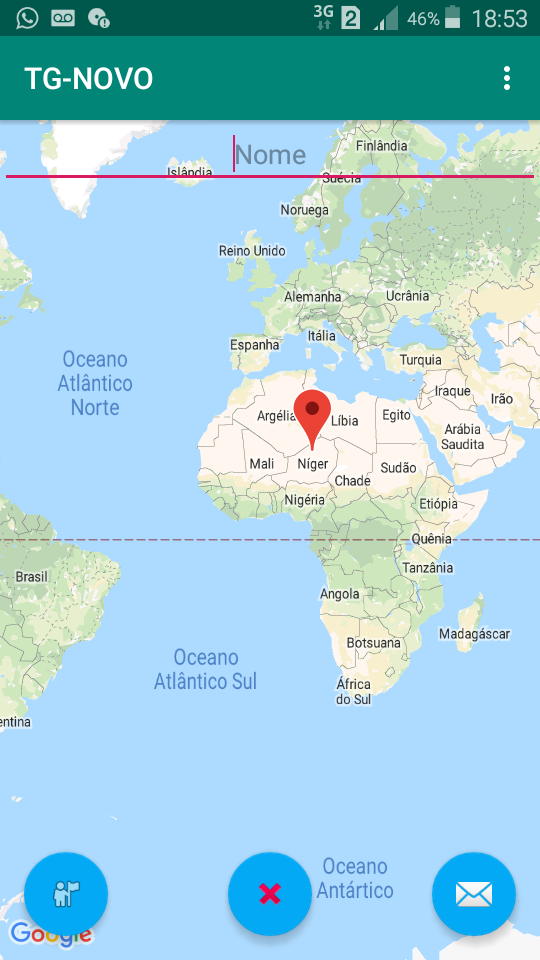 3G 2 46% 18:53
TG-NOVO
Nome
Finlândia
Islândia
Suécia
Noruega
Reino Unido
Alemanha
Ucrânia
Itália
Espanha
Turquia
Oceano
Atlântico
Norte
Iraque
Irão
Argélia
Líbia
Egito
Arábia
Saudita
Mali
Níger
Chade
Sudão
Nigéria
Etiópia
Quênia
Tanzânia
Brasil
Angola
Madagáscar
Botsuana
Oceano
Atlântico Sul
África
do Sul
entina
Oceano
Antártico
Google